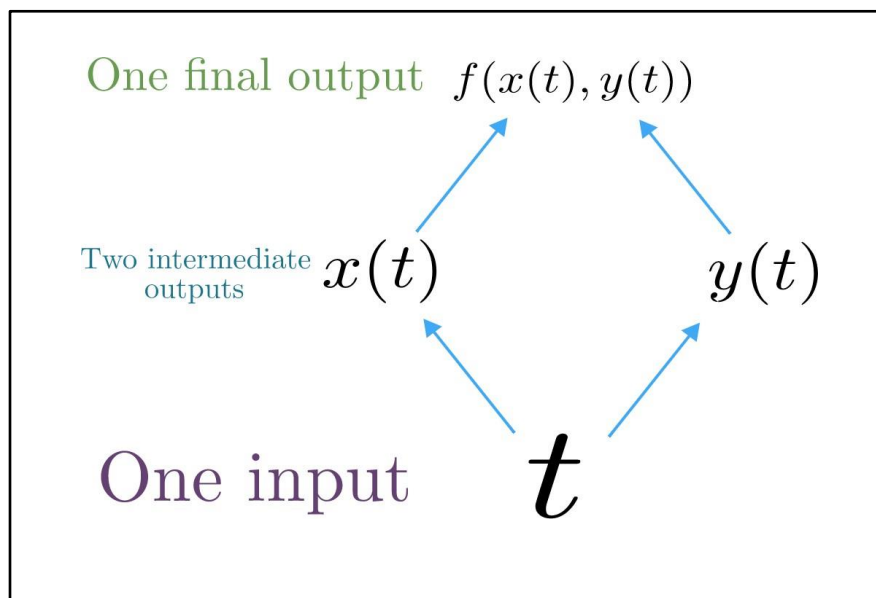 One final output f(x(t), y(t))
Two intermediate
outputs
x(t) y(t)
One input t